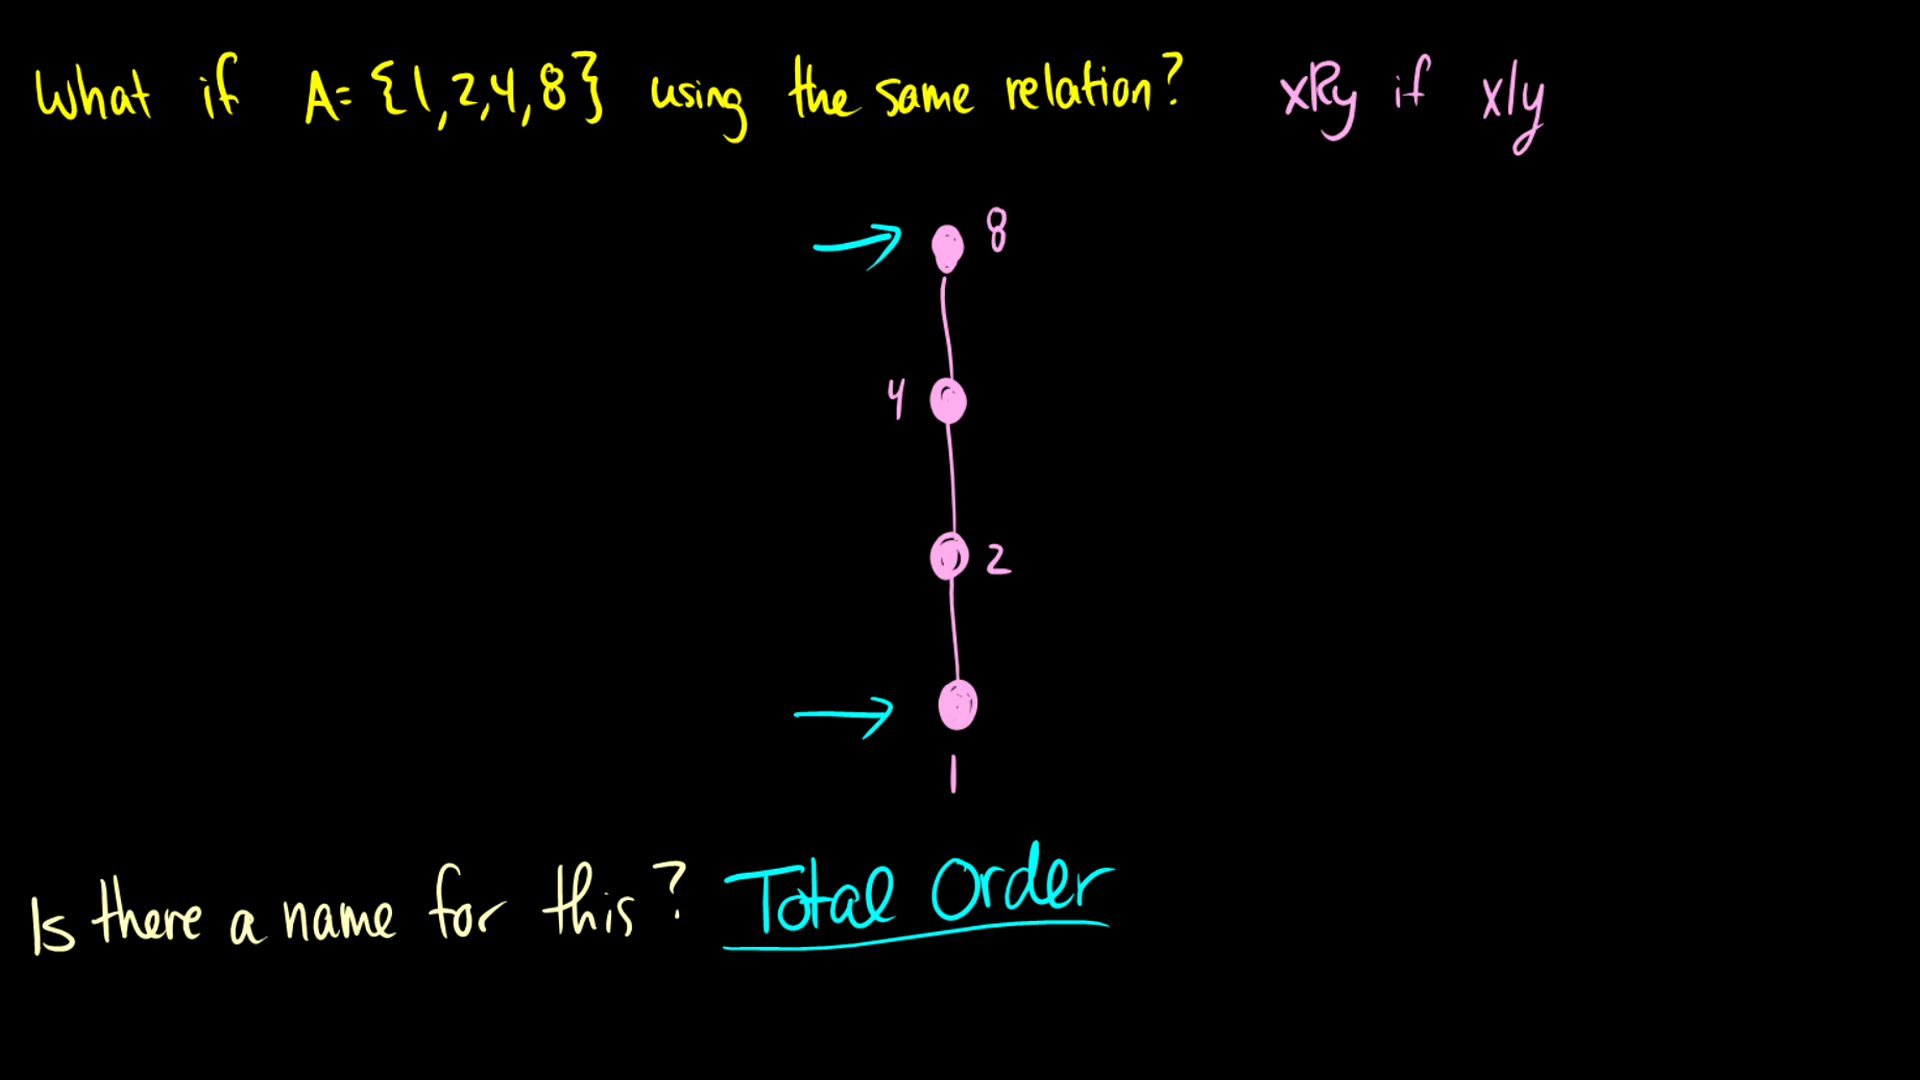 What if A= {1,2,4,8} using the same relation? xRy if x|y
8
4
2
1
Is there a name for this? Total Order